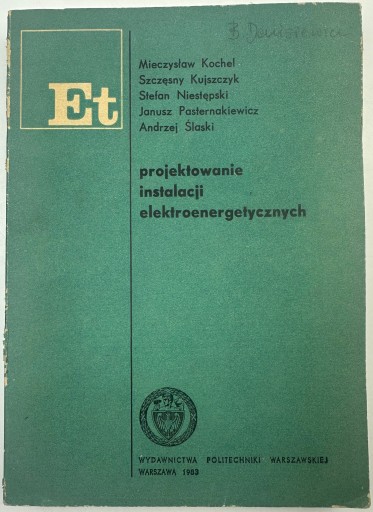 Mieczysław Kochel
Szczęsny Kujszczyk
Stefan Niestępski
Janusz Pasternakiewicz
Andrzej Ślaski
Et
projektowanie
instalacji
elektroenergetycznych
WYDAWNICTWA POLITECHNIKI WARSZAWSKIEJ
WARSZAWA 1983